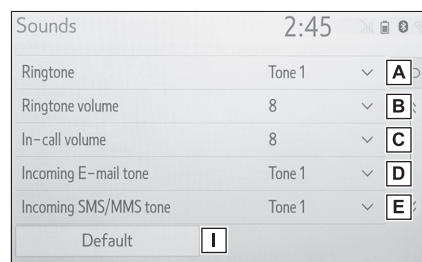 Sounds 2:45
Ringtone Tone 1 A
Ringtone volume 8 B
In-call volume 8 C
Incoming E-mail tone Tone 1 D
Incoming SMS/MMS tone Tone 1 E
Default I